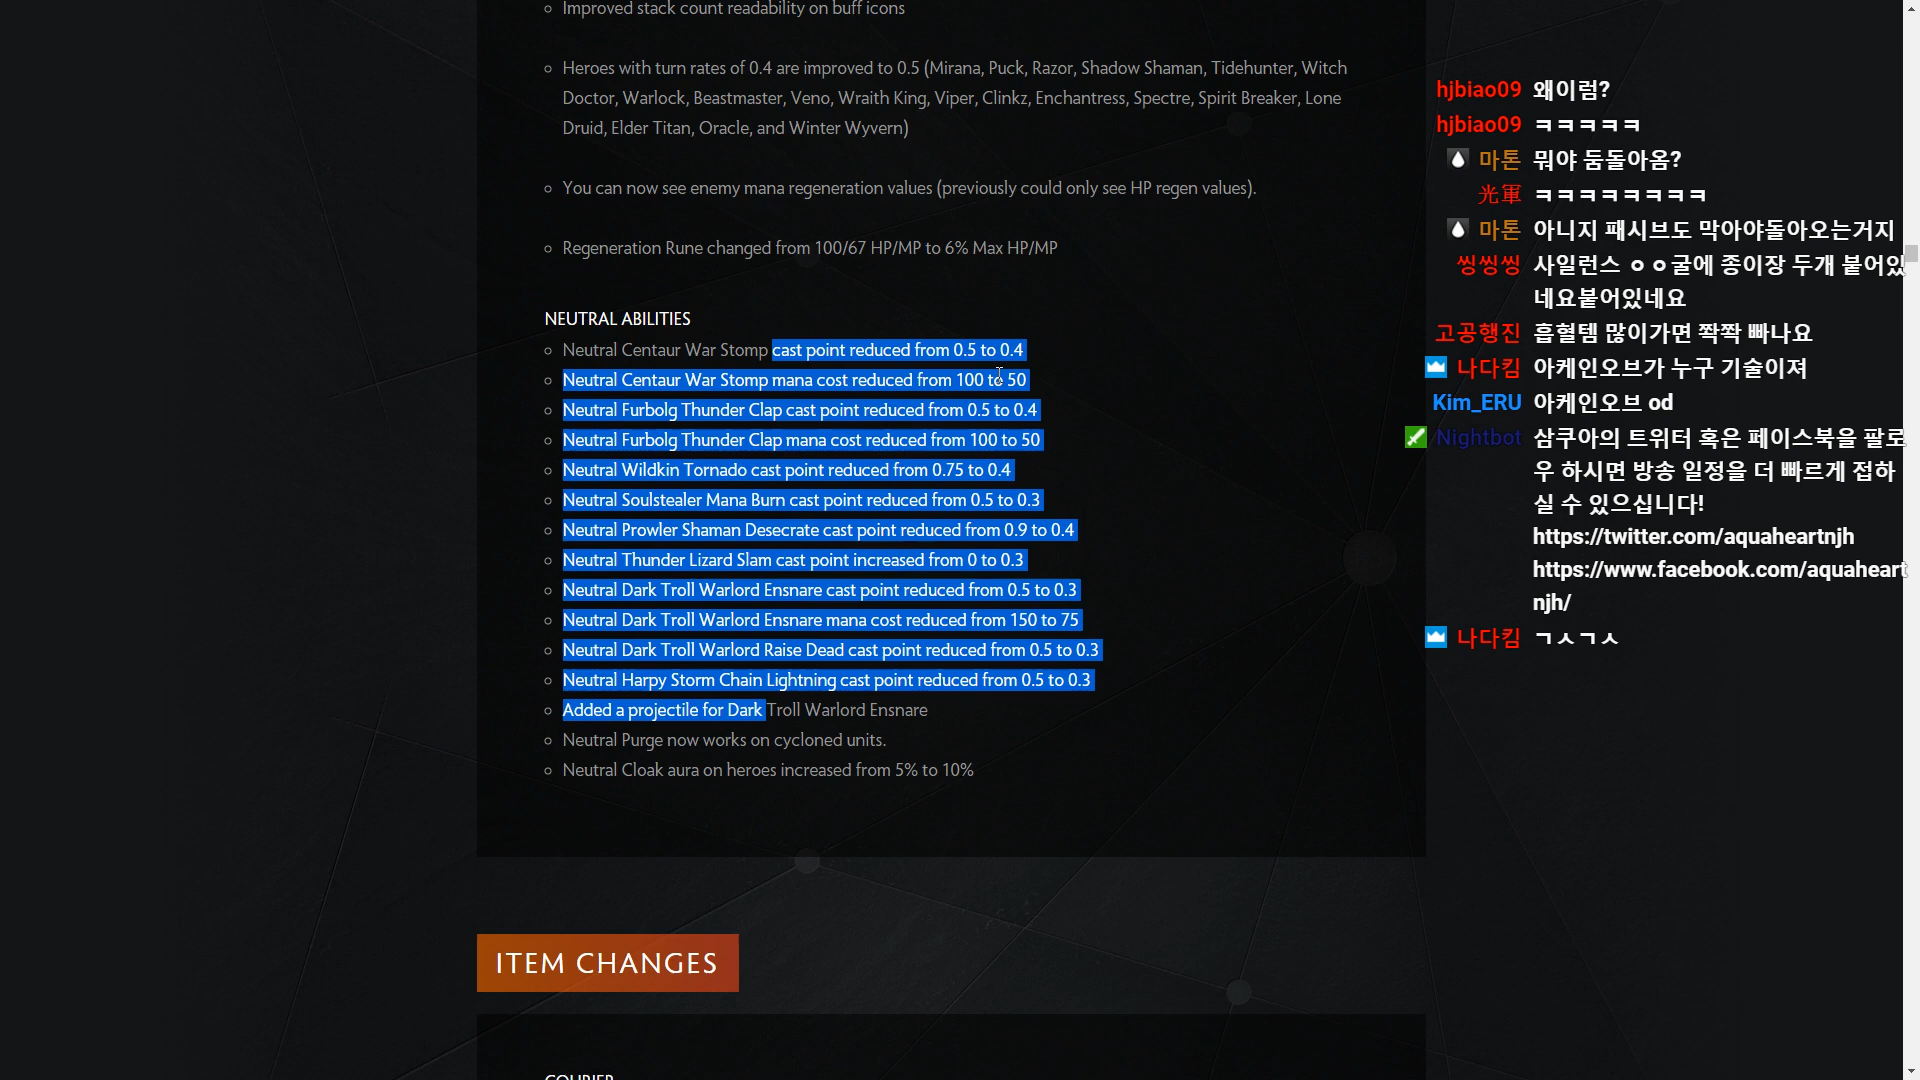 Improved stack count readability on buff icons
Heroes with turn rates of 0.4 are improved to 0.5 (Mirana, Puck, Razor, Shadow Shaman, Tidehunter, Witch
Doctor, Warlock, Beastmaster, Veno, Wraith King, Viper, Clinkz, Enchantress, Spectre, Spirit Breaker, Lone
Druid, Elder Titan, Oracle, and Winter Wyvern)
You can now see enemy mana regeneration values (previously could only see HP regen values).
Regeneration Rune changed from 100/67 HP/MP to 6% Max HP/MP
NEUTRAL ABILITIES
Neutral Centaur War Stomp cast point reduced from 0.5 to 0.4
Neutral Centaur War Stomp mana cost reduced from 100 to 50
Neutral Furbolg Thunder Clap cast point reduced from 0.5 to 0.4
Neutral Furbolg Thunder Clap mana cost reduced from 100 to 50
Neutral Wildkin Tornado cast point reduced from 0.75 to 0.4
Neutral Soulstealer Mana Burn cast point reduced from 0.5 to 0.3
Neutral Prowler Shaman Desecrate cast point reduced from 0.9 to 0.4
Neutral Thunder Lizard Slam cast point increased from 0 to 0.3
Neutral Dark Troll Warlord Ensnare cast point reduced from 0.5 to 0.3
Neutral Dark Troll Warlord Ensnare mana cost reduced from 150 to 75
Neutral Dark Troll Warlord Raise Dead cast point reduced from 0.5 to 0.3
Neutral Harpy Storm Chain Lightning cast point reduced from 0.5 to 0.3
Added a projectile for Dark Troll Warlord Ensnare
Neutral Purge now works on cycloned units.
Neutral Cloak aura on heroes increased from 5% to 10%
ITEM CHANGES
COURIER
hjbiao09 왜이럼?
hjbiao09 ㅋㅋㅋㅋㅋ
마톤 뭐야 둠돌아옴?
光軍 ㅋㅋㅋㅋㅋㅋㅋㅋ
마톤 아니지 패시브도 막아야돌아오는거지
씽씽씽 사일런스 ㅇㅇ굴에 종이장 두개 붙어있
네요붙어있네요
고공행진 흡혈템 많이가면 쫙쫙 빠나요
나다킴 아케인오브가 누구 기술이져
Kim_ERU 아케인오브 od
Nightbot 삼쿠아의 트위터 혹은 페이스북을 팔로
우 하시면 방송 일정을 더 빠르게 접하
실 수 있으십니다!
https://twitter.com/aquaheartnjh
https://www.facebook.com/aquaheart
njh/
나다킴 ㄱㅅㄱㅅ